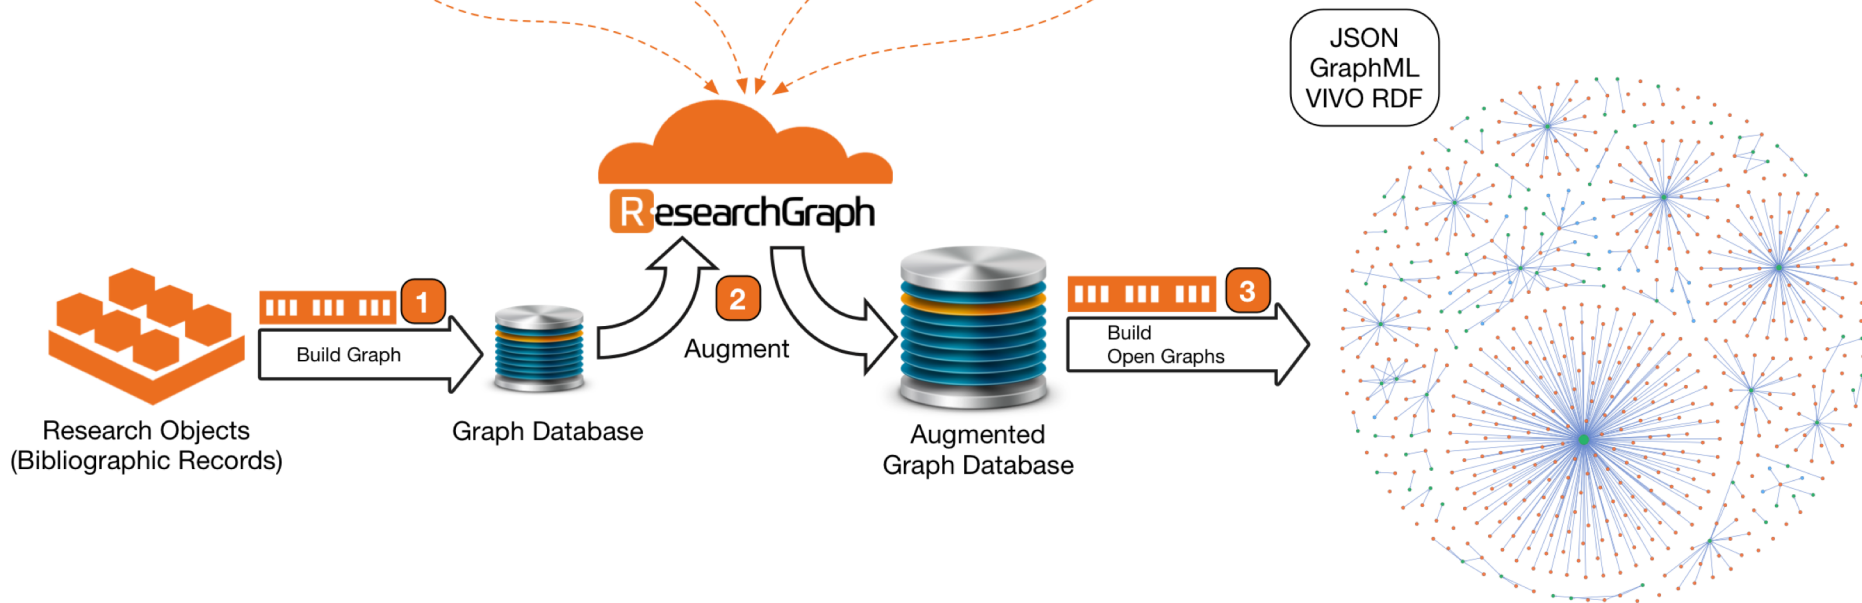 JSON
GraphML
VIVO RDF
ResearchGraph
1
2
3
Build Graph
Augment
Build
Open Graphs
Research Objects
(Bibliographic Records)
Graph Database
Augmented
Graph Database